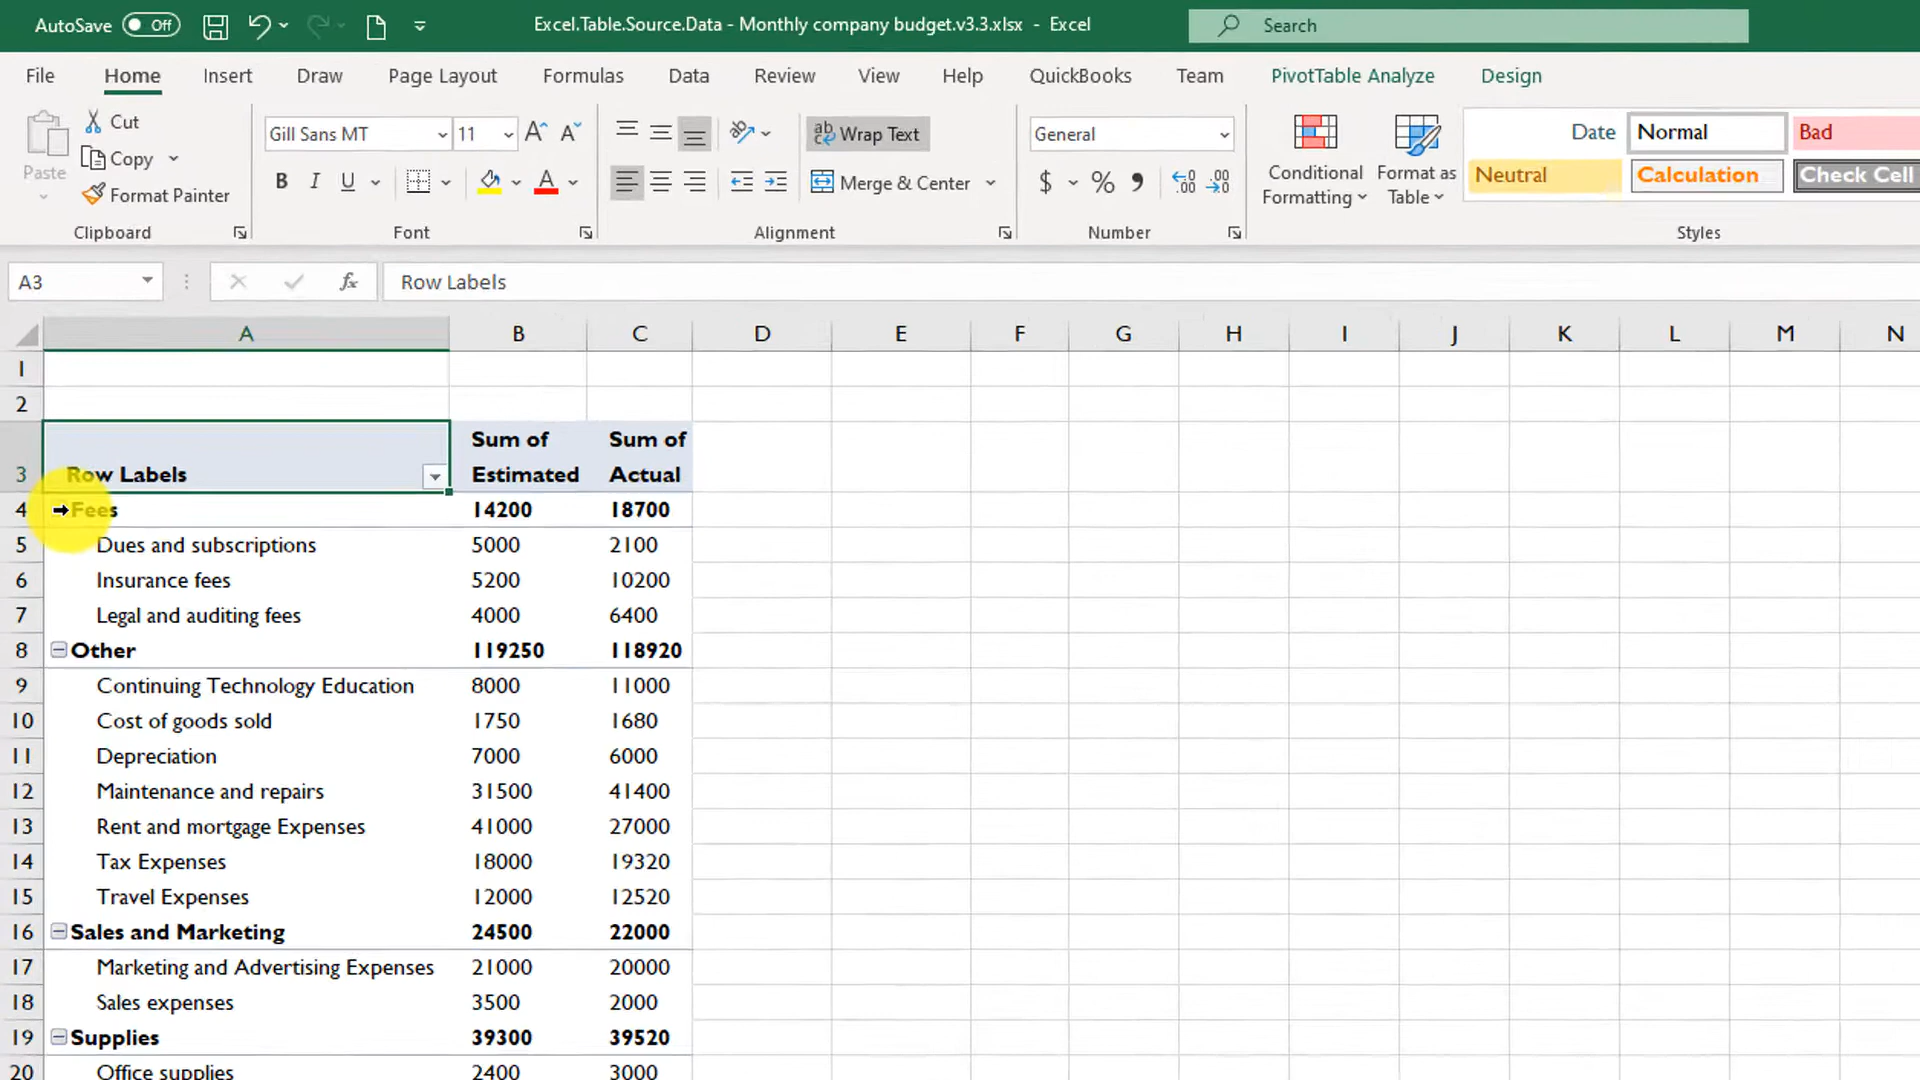 AutoSave Off
Excel.Table.Source.Data - Monthly company budget.v3.3.xlsx - Excel
Search
File Home Insert Draw Page Layout Formulas Data Review View Help QuickBooks Team PivotTable Analyze Design
Paste
Cut
Copy
Format Painter
Clipboard
Gill Sans MT 11
B I U
Font
Wrap Text
Merge & Center
Alignment
General
$ % 9
Number
Conditional Formatting
Format as Table
Date Normal Bad
Neutral Calculation Check Cell
Styles
A3 fx Row Labels
A B C D E F G H I J K L M N
1
2
3 Row Labels Sum of Estimated Sum of Actual
4 Fees 14200 18700
5 Dues and subscriptions 5000 2100
6 Insurance fees 5200 10200
7 Legal and auditing fees 4000 6400
8 Other 119250 118920
9 Continuing Technology Education 8000 11000
10 Cost of goods sold 1750 1680
11 Depreciation 7000 6000
12 Maintenance and repairs 31500 41400
13 Rent and mortgage Expenses 41000 27000
14 Tax Expenses 18000 19320
15 Travel Expenses 12000 12520
16 Sales and Marketing 24500 22000
17 Marketing and Advertising Expenses 21000 20000
18 Sales expenses 3500 2000
19 Supplies 39300 39520
20 Office supplies 2400 3000